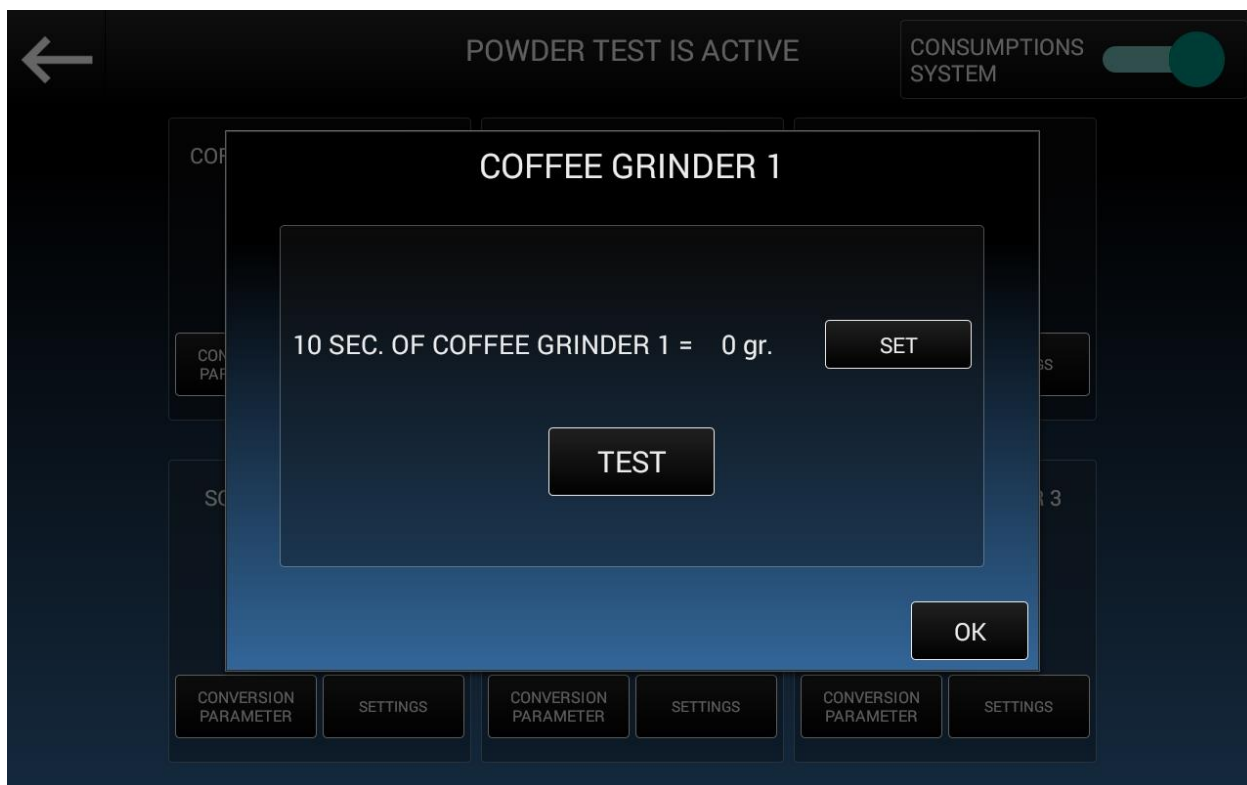 POWDER TEST IS ACTIVE
CONSUMPTIONS
SYSTEM
COFFEE GRINDER 1
10 SEC. OF COFFEE GRINDER 1 = 0 gr.
SET
TEST
OK
3
CONVERSION
PARAMETER
SETTINGS
CONVERSION
PARAMETER
SETTINGS
CONVERSION
PARAMETER
SETTINGS